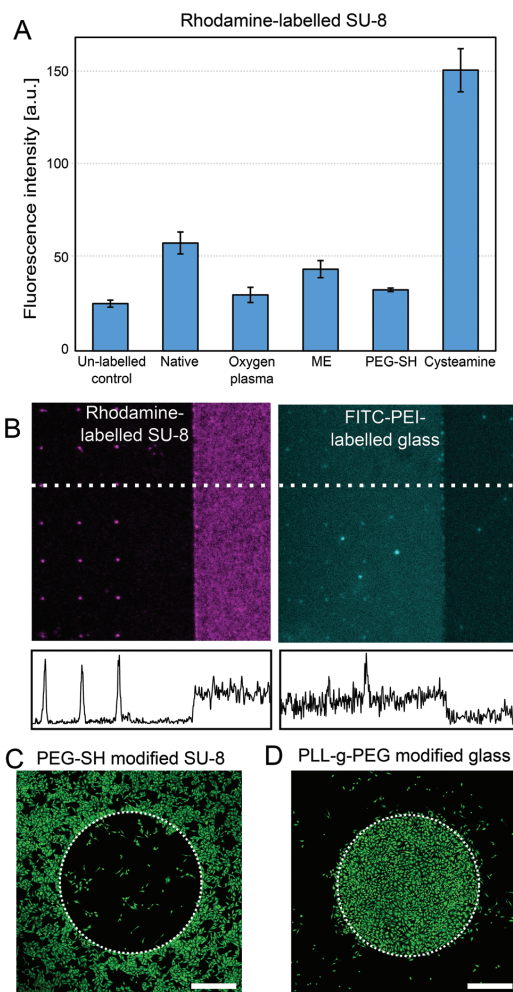 A
Rhodamine-labelled SU-8
Fluorescence intensity [a.u.]
150
100
50
0
Un-labelled
control
Native
Oxygen
plasma
ME
PEG-SH
Cysteamine
B
Rhodamine-
labelled SU-8
FITC-PEI-
labelled glass
C
PEG-SH modified SU-8
D
PLL-g-PEG modified glass